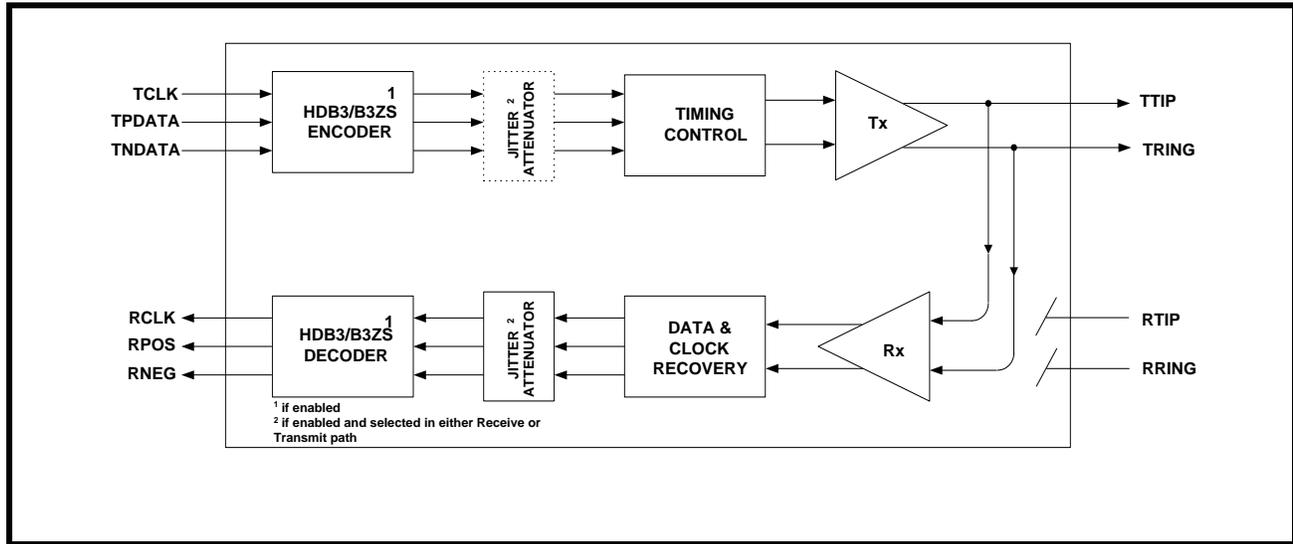 TCLK
TPDATA
TNDATA
1
HDB3/B3ZS
ENCODER
JITTER 2
ATTENUATOR
TIMING
CONTROL
Tx
TTIP
TRING
RCLK
RPOS
RNEG
1
HDB3/B3ZS
DECODER
JITTER 2
ATTENUATOR
DATA &
CLOCK
RECOVERY
Rx
RTIP
RRING
1 if enabled
2 if enabled and selected in either Receive or
Transmit path